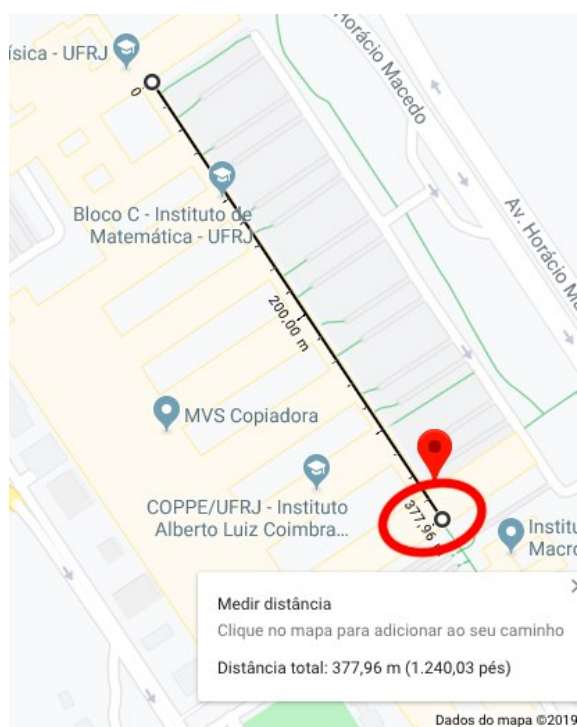 ísica - UFRJ
Horácio Macedo
0
Bloco C - Instituto de
Matemática - UFRJ
Av. Horácio M
200,00 m
MVS Copiadora
COPPE/UFRJ - Instituto
Alberto Luiz Coimbra...
377,96
Institu
Macro
Medir distância
Clique no mapa para adicionar ao seu caminho
Distância total: 377,96 m (1.240,03 pés)
Dados do mapa ©2019